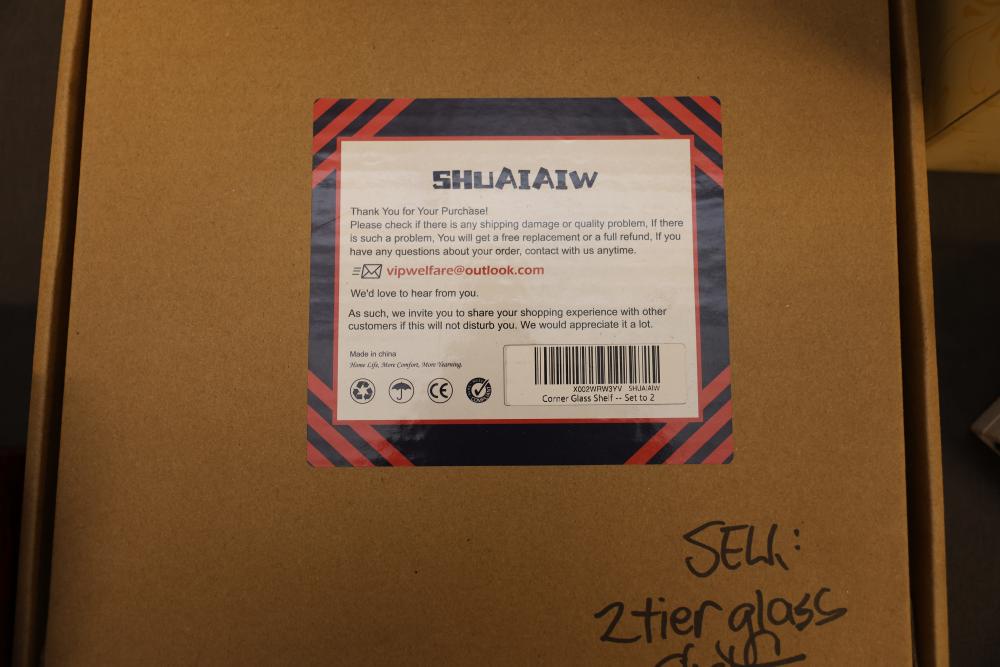 SHUAIAIW
Thank You for Your Purchase!
Please check if there is any shipping damage or quality problem, If there
is such a problem, You will get a free replacement or a full refund, If you
have any questions about your order, contact with us anytime.
vipwelfare@outlook.com
We'd love to hear from you.
As such, we invite you to share your shopping experience with other
customers if this will not disturb you. We would appreciate it a lot.
Made in china
Home Life, More Comfort, More Yearning.
CE
X002WRW3YV SHUAIAIW
Corner Glass Shelf -- Set to 2
SELL:
2 tier glass